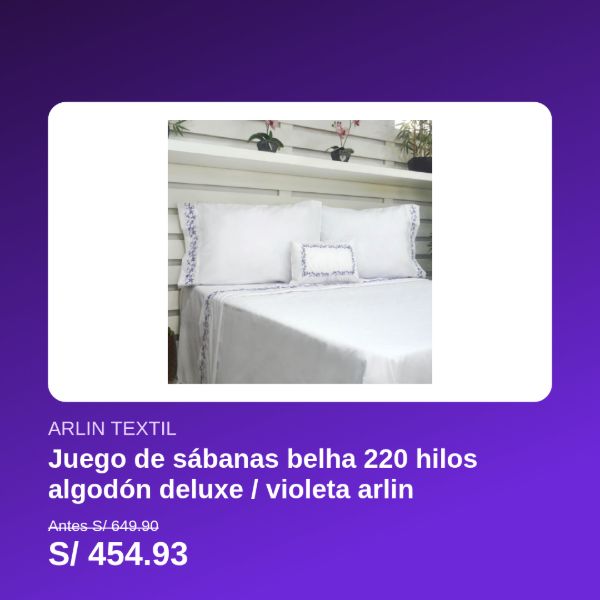 ARLIN TEXTIL
Juego de sábanas belha 220 hilos
algodón deluxe / violeta arlin
Antes S/ 649.90
S/ 454.93